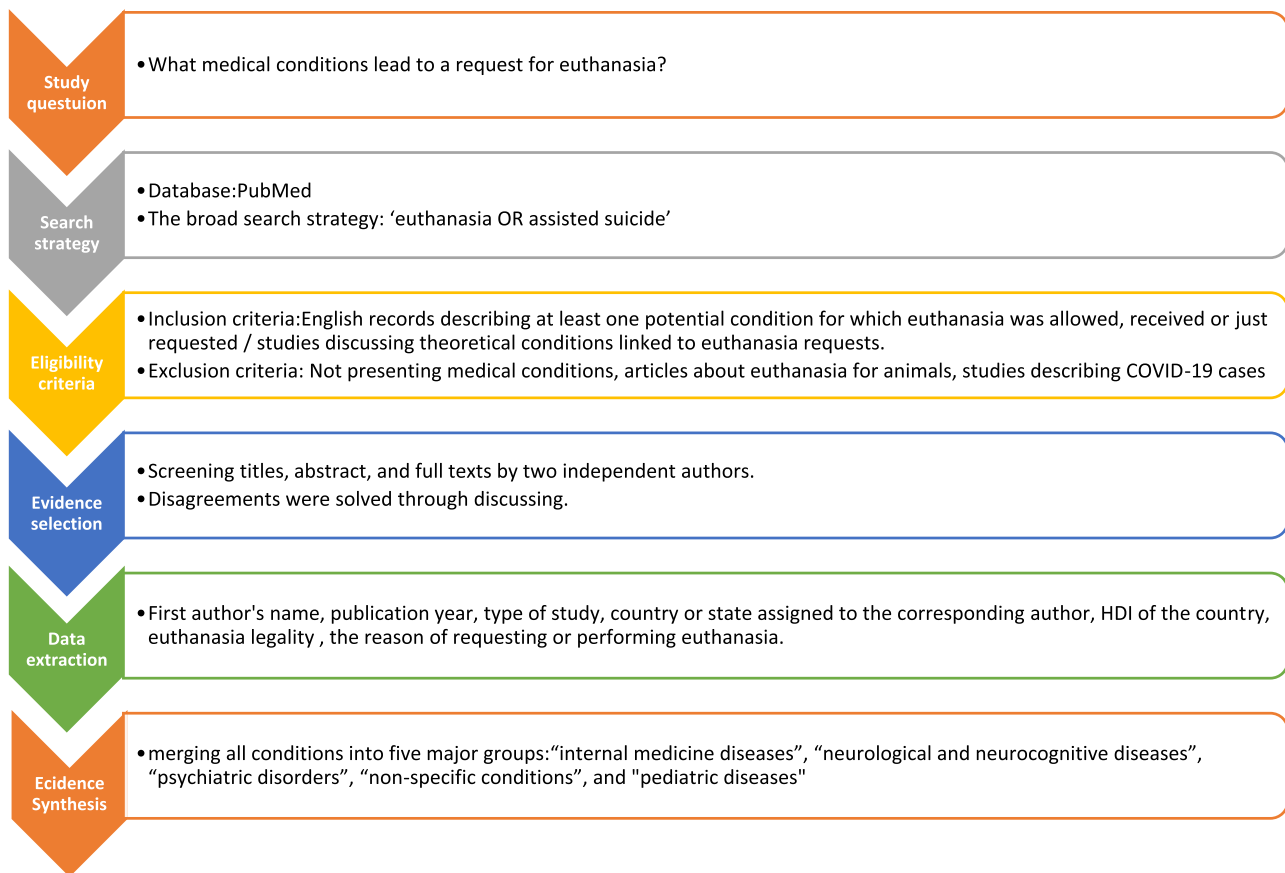 Study
questuion
•What medical conditions lead to a request for euthanasia?
Search
strategy
•Database:PubMed
•The broad search strategy: ‘euthanasia OR assisted suicide’
Eligibility
criteria
•Inclusion criteria:English records describing at least one potential condition for which euthanasia was allowed, received or just
requested / studies discussing theoretical conditions linked to euthanasia requests.
•Exclusion criteria: Not presenting medical conditions, articles about euthanasia for animals, studies describing COVID-19 cases
Evidence
selection
•Screening titles, abstract, and full texts by two independent authors.
•Disagreements were solved through discussing.
Data
extraction
•First author's name, publication year, type of study, country or state assigned to the corresponding author, HDI of the country,
euthanasia legality , the reason of requesting or performing euthanasia.
Ecidence
Synthesis
•merging all conditions into five major groups:“internal medicine diseases”, “neurological and neurocognitive diseases”,
“psychiatric disorders”, “non-specific conditions”, and "pediatric diseases"